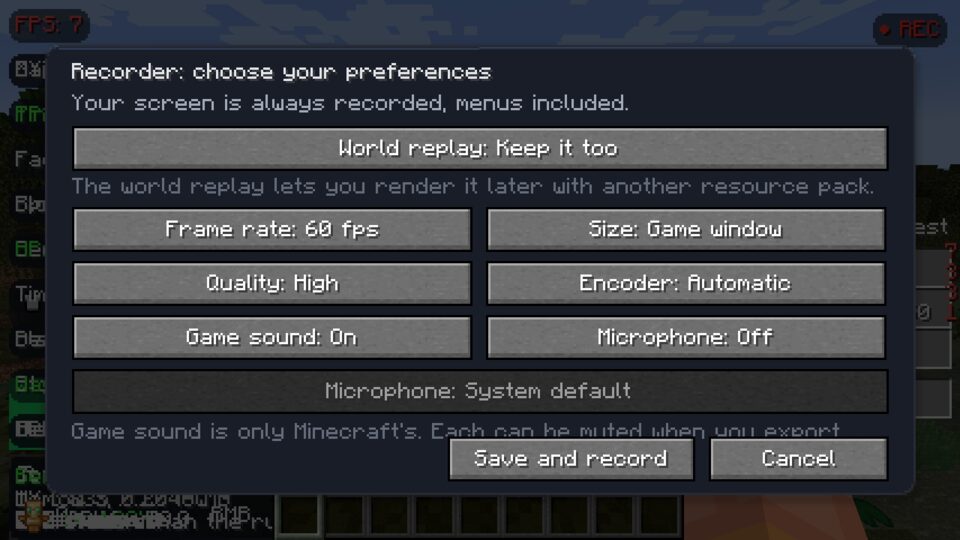 FPS: 7
REC
Recorder: choose your preferences
Your screen is always recorded, menus included.
World replay: Keep it too
The world replay lets you render it later with another resource pack.
Frame rate: 60 fps
Size: Game window
Quality: High
Encoder: Automatic
Game sound: On
Microphone: Off
Microphone: System default
Game sound is only Minecraft's. Each can be muted when you export
Save and record
Cancel